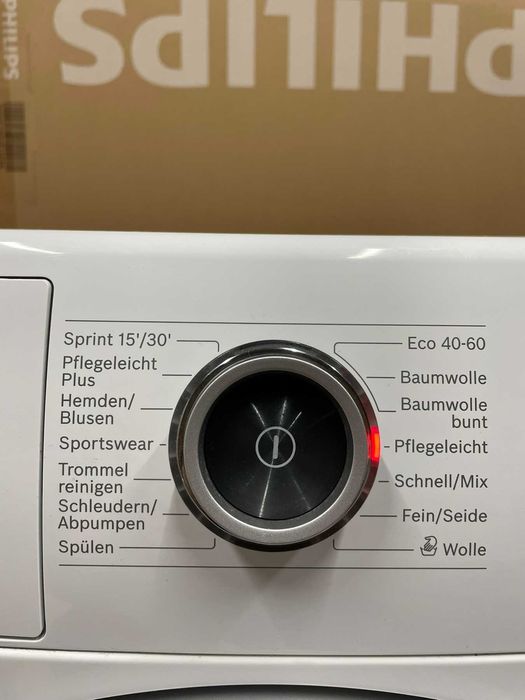 PHILIPS
PHILIPS
Sprint 15'/30'
Pflegeleicht
Plus
Hemden/
Blusen
Sportswear
Trommel
reinigen
Schleudern/
Abpumpen
Spülen
Eco 40-60
Baumwolle
Baumwolle
bunt
Pflegeleicht
Schnell/Mix
Fein/Seide
Wolle